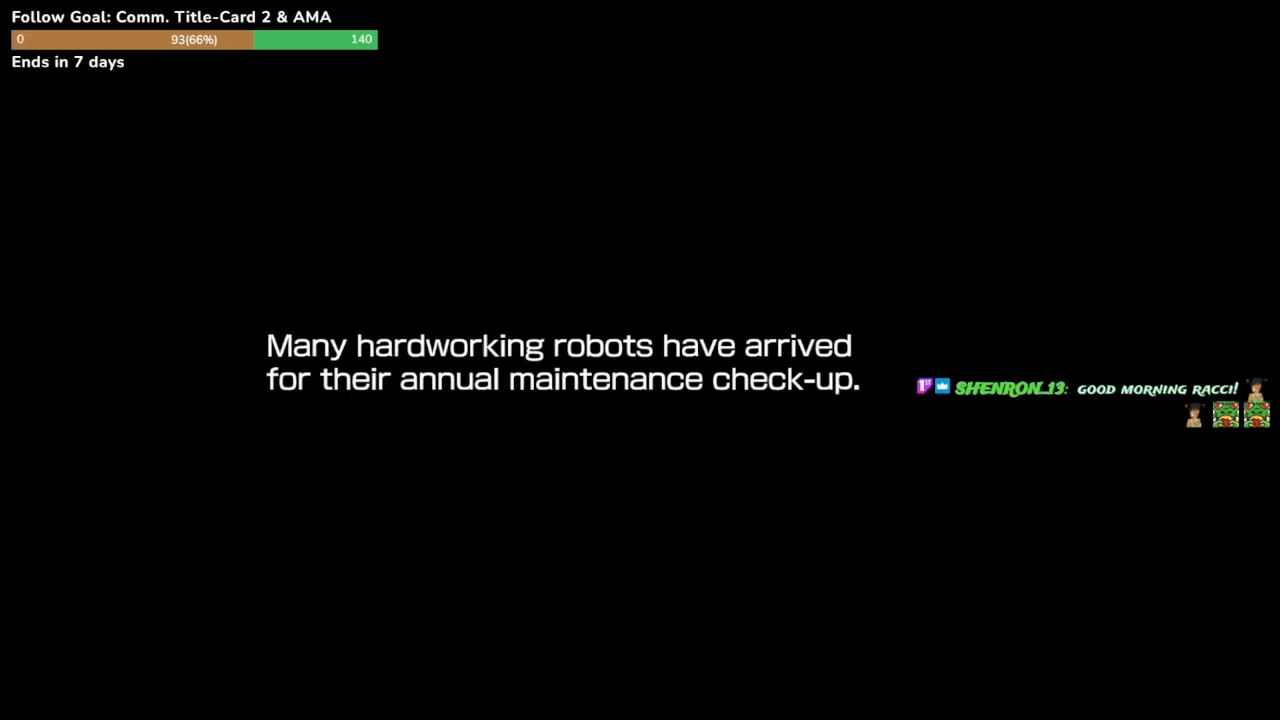 Follow Goal: Comm. Title-Card 2 & AMA
0 93(66%) 140
Ends in 7 days
Many hardworking robots have arrived
for their annual maintenance check-up.
1ST SHENRON_13: GOOD MORNING RACCI!